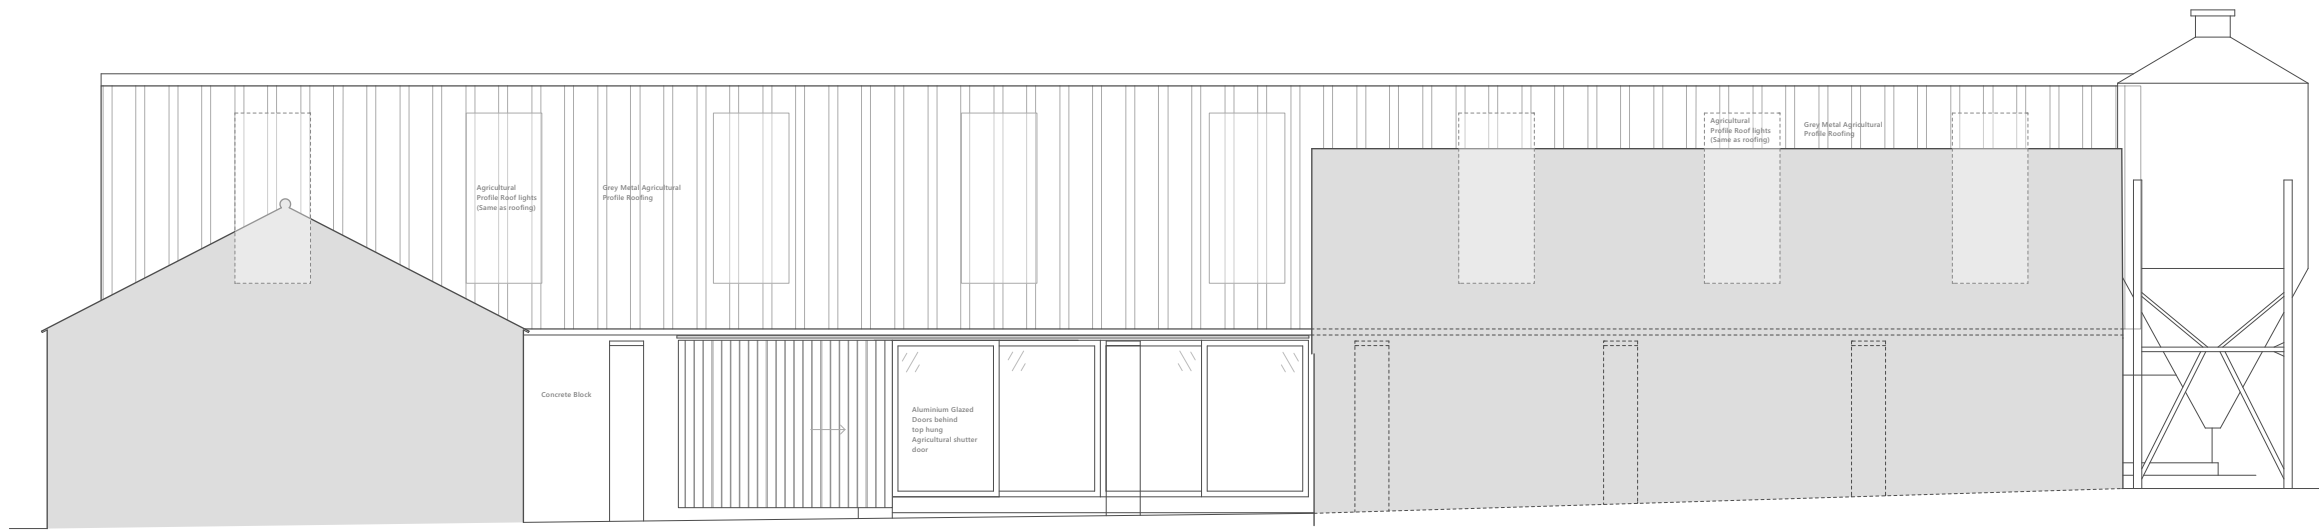 Agricultural
Profile Roof lights
(Same as roofing)
Grey Metal Agricultural
Profile Roofing
Agricultural
Profile Roof lights
(Same as roofing)
Grey Metal Agricultural
Profile Roofing
Concrete Block
Aluminium Glazed
Doors behind
top hung
Agricultural shutter
door